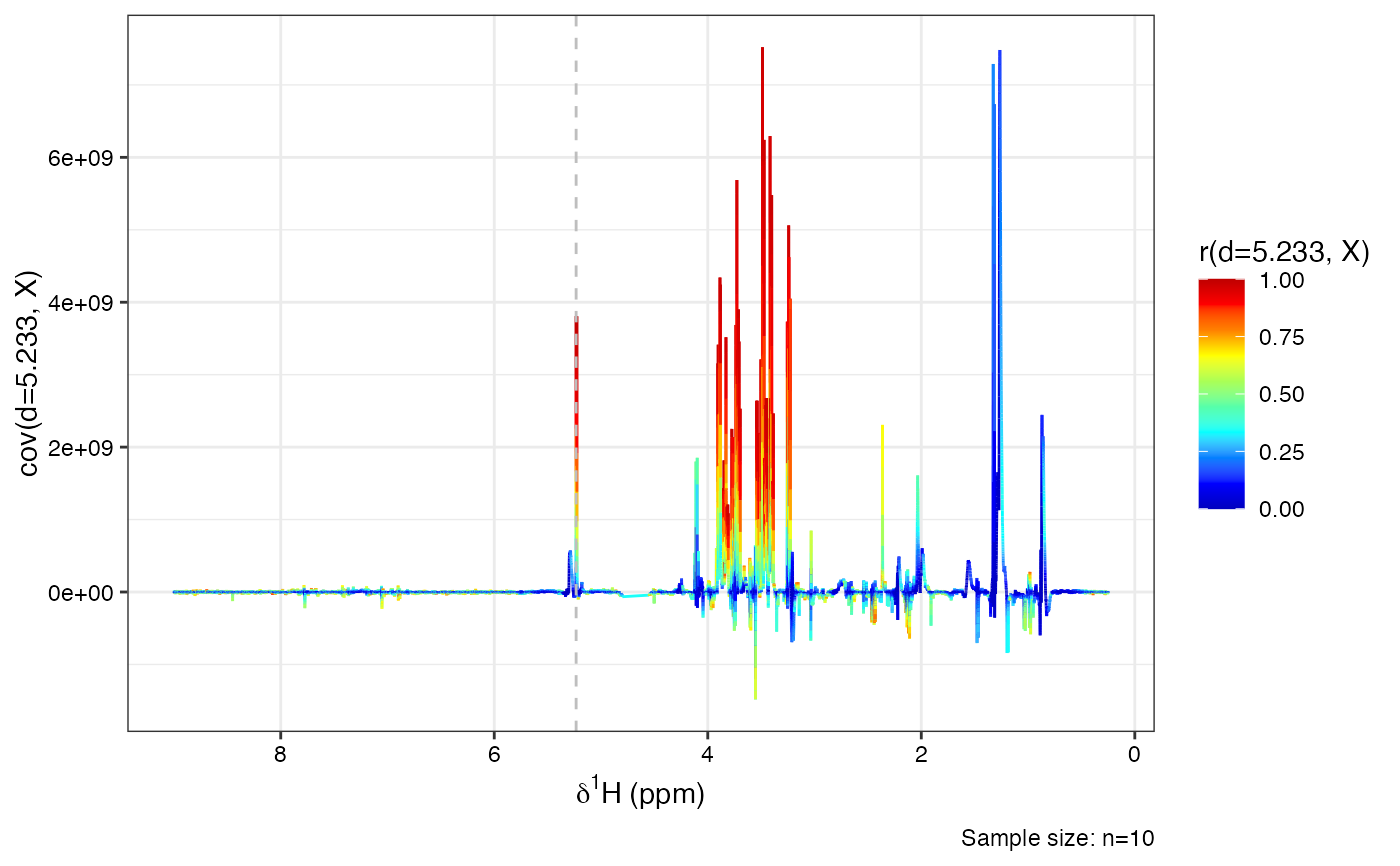 cov(d=5.233, X)
6e+09
4e+09
2e+09
0e+00
8 6 4 2 0
δ¹H (ppm)
r(d=5.233, X)
1.00
0.75
0.50
0.25
0.00
Sample size: n=10